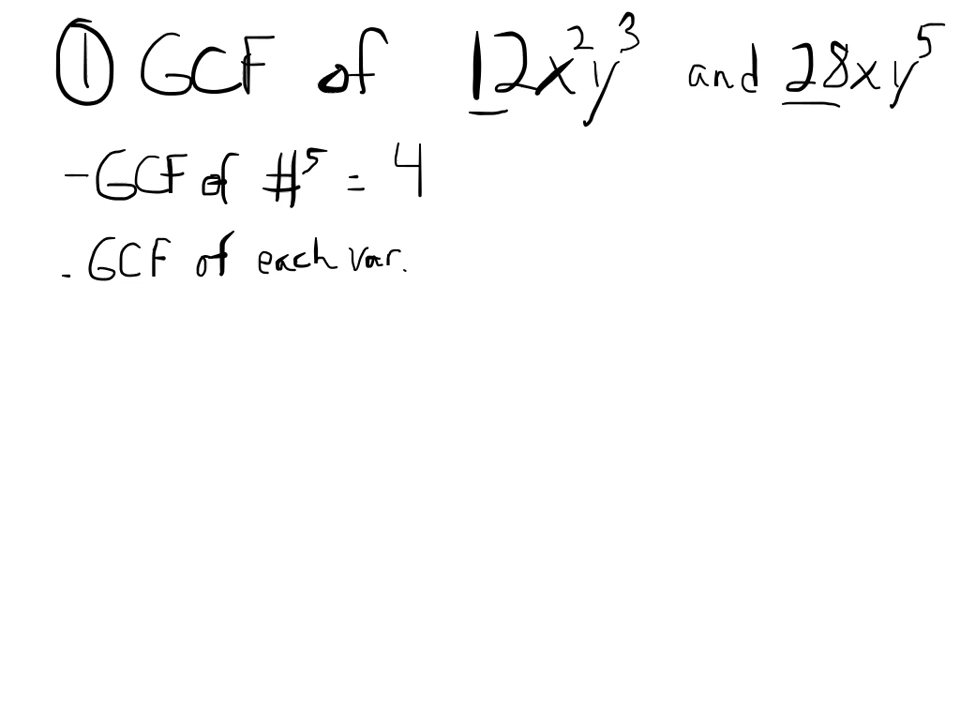 ① GCF of 12x²y³ and 28xy⁵
- GCF of #ˢ = 4
- GCF of each var.